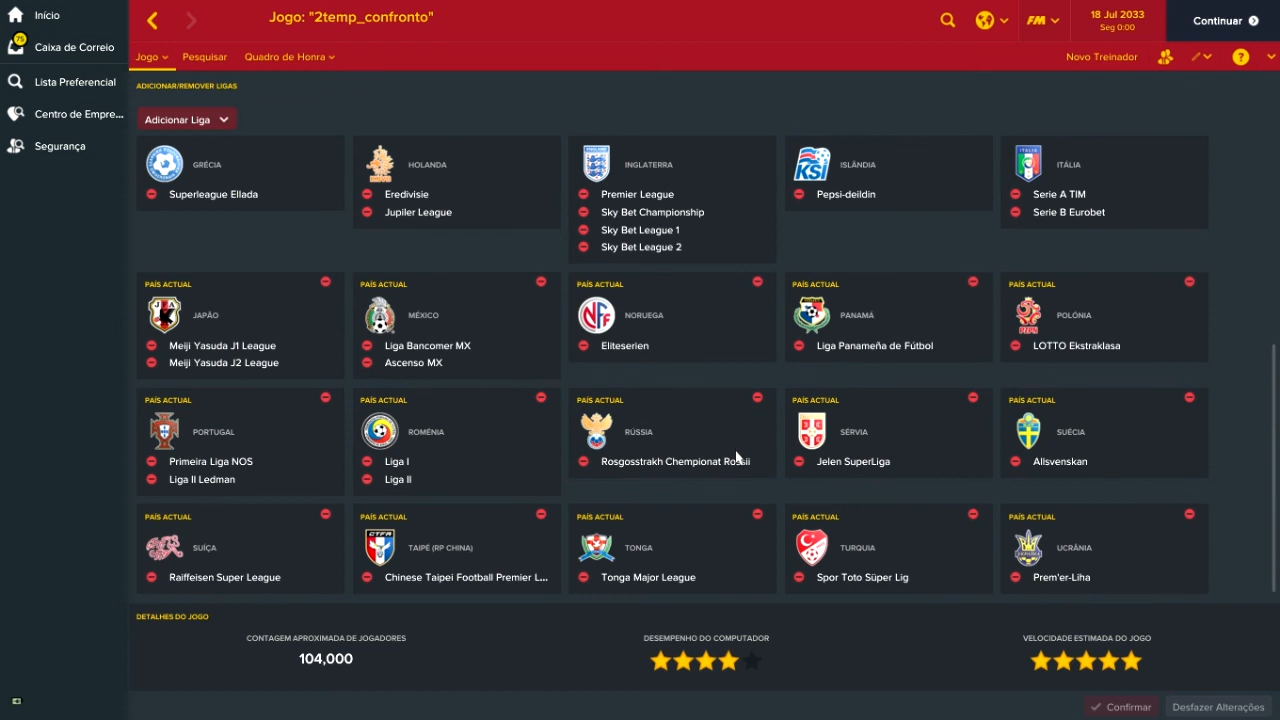 Início
75
Caixa de Correio
Lista Preferencial
Centro de Empre...
Segurança
Jogo: "2temp_confronto"
FM
18 Jul 2033
Seg 0:00
Continuar
Jogo
Pesquisar
Quadro de Honra
Novo Treinador
?
ADICIONAR/REMOVER LIGAS
Adicionar Liga
GRÉCIA
Superleague Ellada
HOLANDA
Eredivisie
Jupiler League
INGLATERRA
Premier League
Sky Bet Championship
Sky Bet League 1
Sky Bet League 2
KSÍ
ISLÂNDIA
Pepsi-deildin
ITÁLIA
Serie A TIM
Serie B Eurobet
PAÍS ACTUAL
JAPÃO
Meiji Yasuda J1 League
Meiji Yasuda J2 League
PAÍS ACTUAL
MÉXICO
Liga Bancomer MX
Ascenso MX
PAÍS ACTUAL
NFF
NORUEGA
Eliteserien
PAÍS ACTUAL
PANAMÁ
Liga Panameña de Fútbol
PAÍS ACTUAL
POLÓNIA
LOTTO Ekstraklasa
PAÍS ACTUAL
PORTUGAL
Primeira Liga NOS
Liga II Ledman
PAÍS ACTUAL
ROMÉNIA
Liga I
Liga II
PAÍS ACTUAL
RÚSSIA
Rosgosstrakh Chempionat Rossii
PAÍS ACTUAL
SÉRVIA
Jelen SuperLiga
PAÍS ACTUAL
SUÉCIA
Allsvenskan
PAÍS ACTUAL
SUÍÇA
Raiffeisen Super League
PAÍS ACTUAL
CTFA
TAIPÉ (RP CHINA)
Chinese Taipei Football Premier L...
PAÍS ACTUAL
TONGA
Tonga Major League
PAÍS ACTUAL
TURQUIA
Spor Toto Süper Lig
PAÍS ACTUAL
UCRÂNIA
Prem'er-Liha
DETALHES DO JOGO
CONTAGEM APROXIMADA DE JOGADORES
104,000
DESEMPENHO DO COMPUTADOR
VELOCIDADE ESTIMADA DO JOGO
Confirmar
Desfazer Alterações